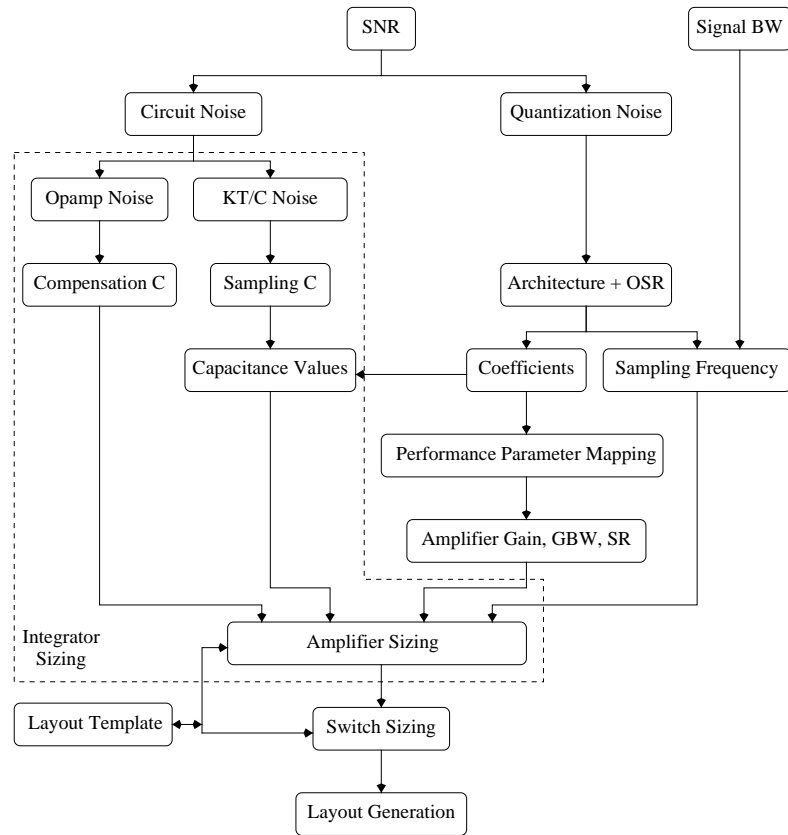 SNR
Signal BW
Circuit Noise
Quantization Noise
Opamp Noise
KT/C Noise
Compensation C
Sampling C
Architecture + OSR
Capacitance Values
Coefficients
Sampling Frequency
Performance Parameter Mapping
Amplifier Gain, GBW, SR
Integrator
Sizing
Amplifier Sizing
Layout Template
Switch Sizing
Layout Generation